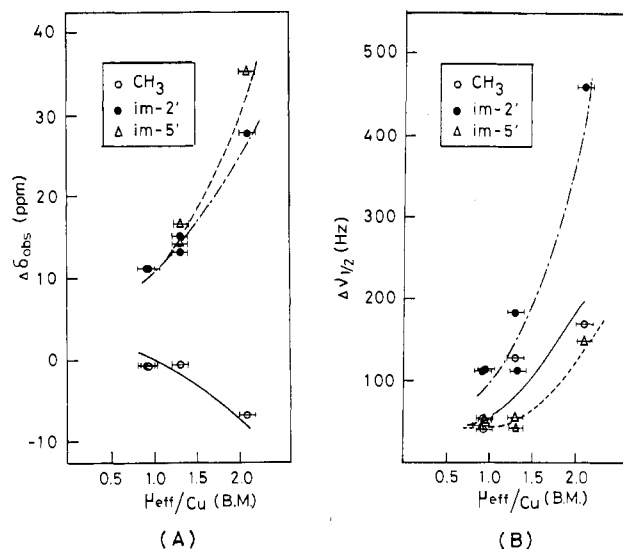 40
30
20
10
0
-10
Δδobs (ppm)
CH3
im-2'
im-5'
0.5 1.0 1.5 2.0
μeff/Cu (B.M.)
(A)
500
400
300
200
100
Δν1/2 (Hz)
CH3
im-2'
im-5'
1.0 1.5 2.0
μeff/Cu (B.M.)
(B)